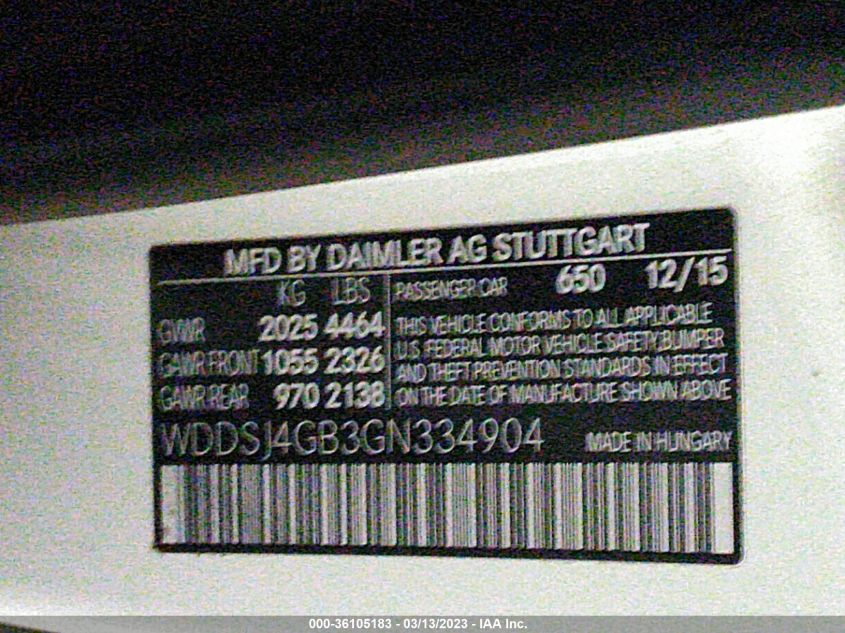 MFD BY DAIMLER AG STUTTGART
KG LBS
GVWR 2025 4464
GAWR FRONT 1055 2326
GAWR REAR 970 2138
PASSENGER CAR 650 12/15
THIS VEHICLE CONFORMS TO ALL APPLICABLE
U.S. FEDERAL MOTOR VEHICLE SAFETY, BUMPER
AND THEFT PREVENTION STANDARDS IN EFFECT
ON THE DATE OF MANUFACTURE SHOWN ABOVE
WDDSJ4GB3GN334904 MADE IN HUNGARY
000-36105183 - 03/13/2023 - IAA Inc.